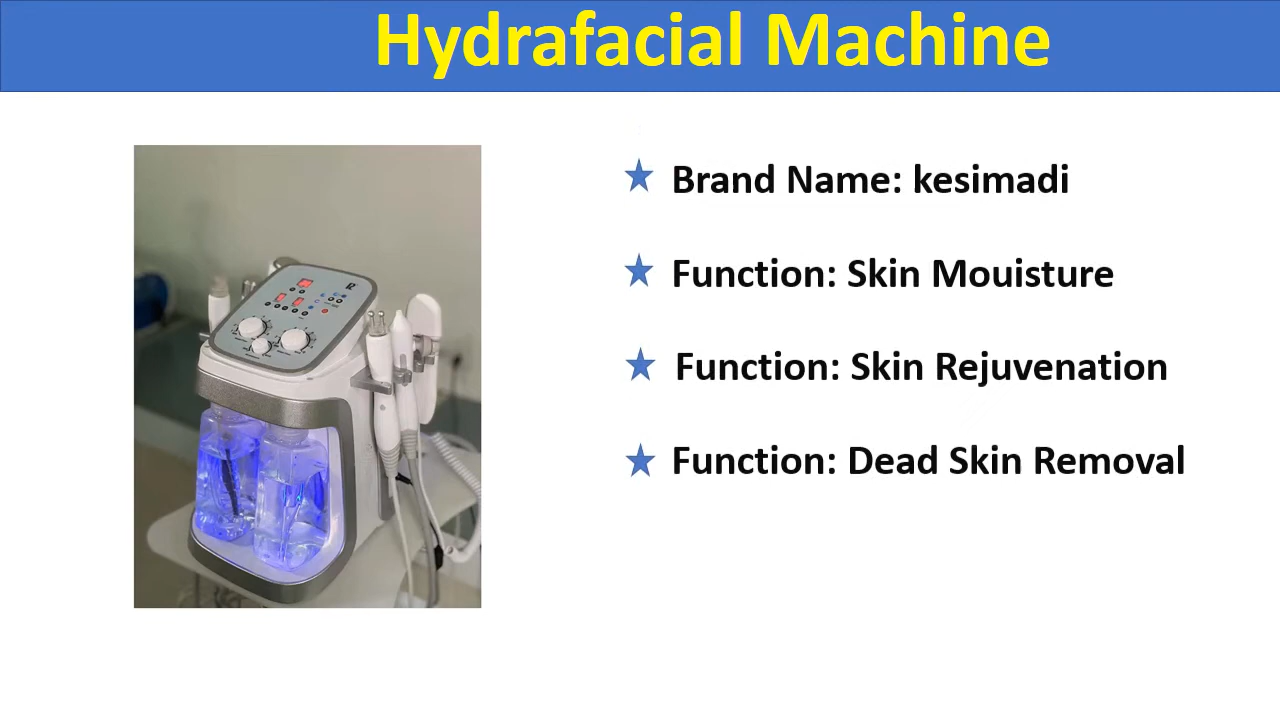 Hydrafacial Machine
Brand Name: kesimadi
Function: Skin Mouisture
Function: Skin Rejuvenation
Function: Dead Skin Removal